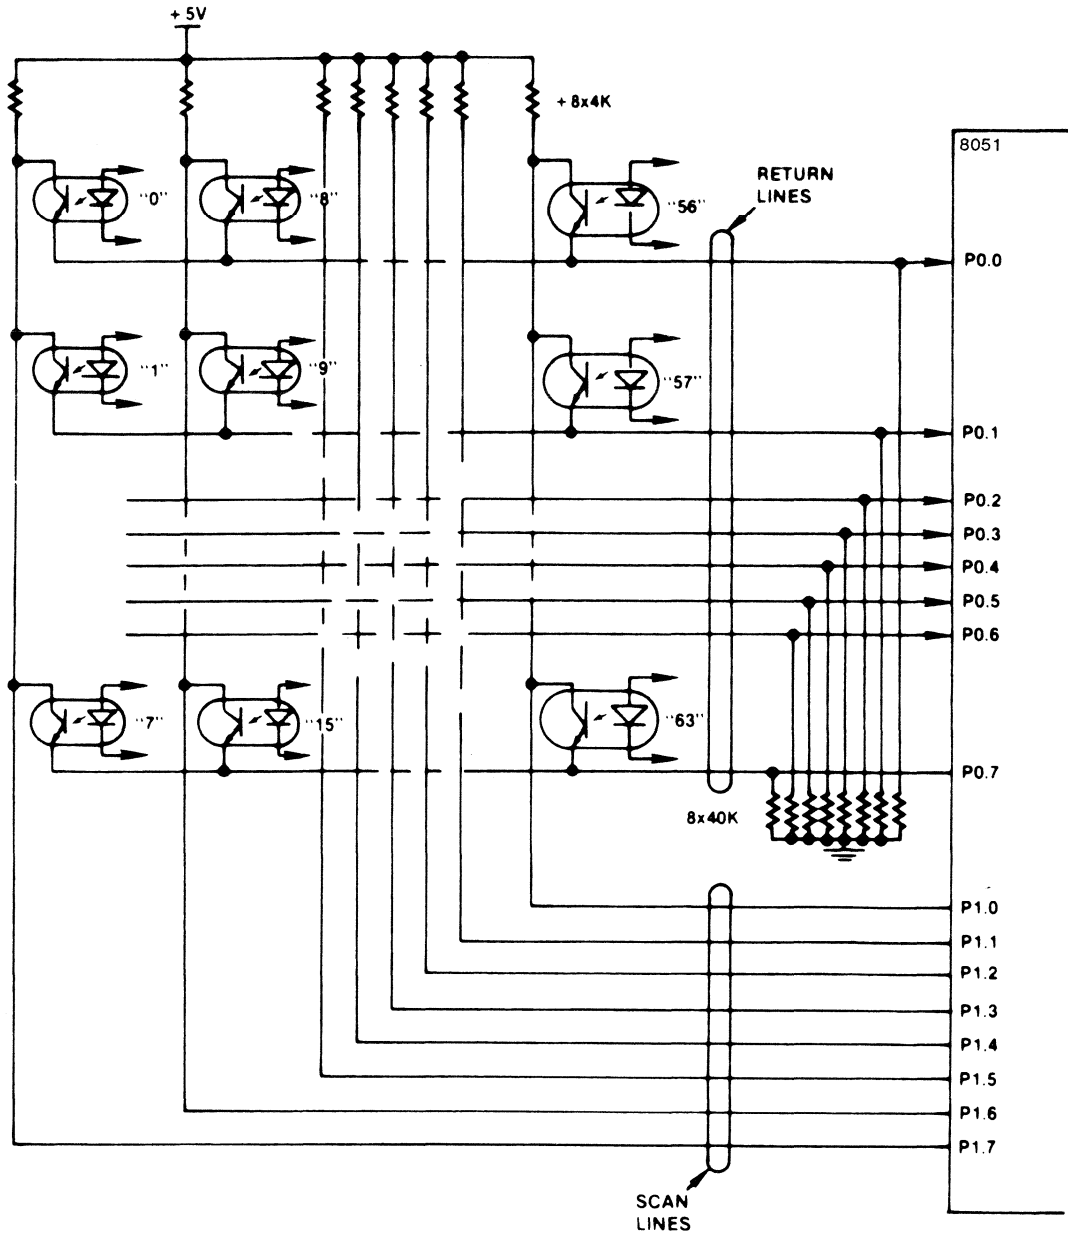 + 5V
+ 8x4K
8051
RETURN
LINES
"0"
"8"
"56"
P0.0
"1"
"9"
"57"
P0.1
P0.2
P0.3
P0.4
P0.5
P0.6
"7"
"15"
"63"
P0.7
8x40K
P1.0
P1.1
P1.2
P1.3
P1.4
P1.5
P1.6
P1.7
SCAN
LINES